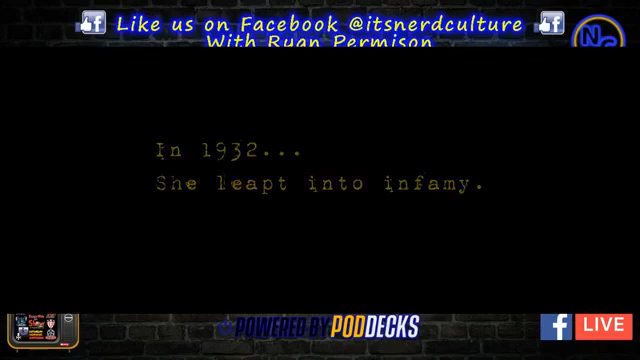 Like us on Facebook @itsnerdculture
With Ryan Permison
In 1932...
She leapt into infamy.
POWERED BY PODDECKS
LIVE